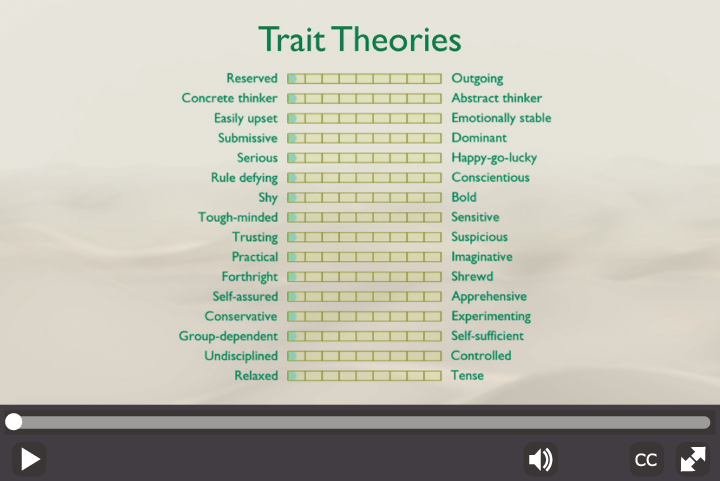 Trait Theories
Reserved Outgoing
Concrete thinker Abstract thinker
Easily upset Emotionally stable
Submissive Dominant
Serious Happy-go-lucky
Rule defying Conscientious
Shy Bold
Tough-minded Sensitive
Trusting Suspicious
Practical Imaginative
Forthright Shrewd
Self-assured Apprehensive
Conservative Experimenting
Group-dependent Self-sufficient
Undisciplined Controlled
Relaxed Tense
CC